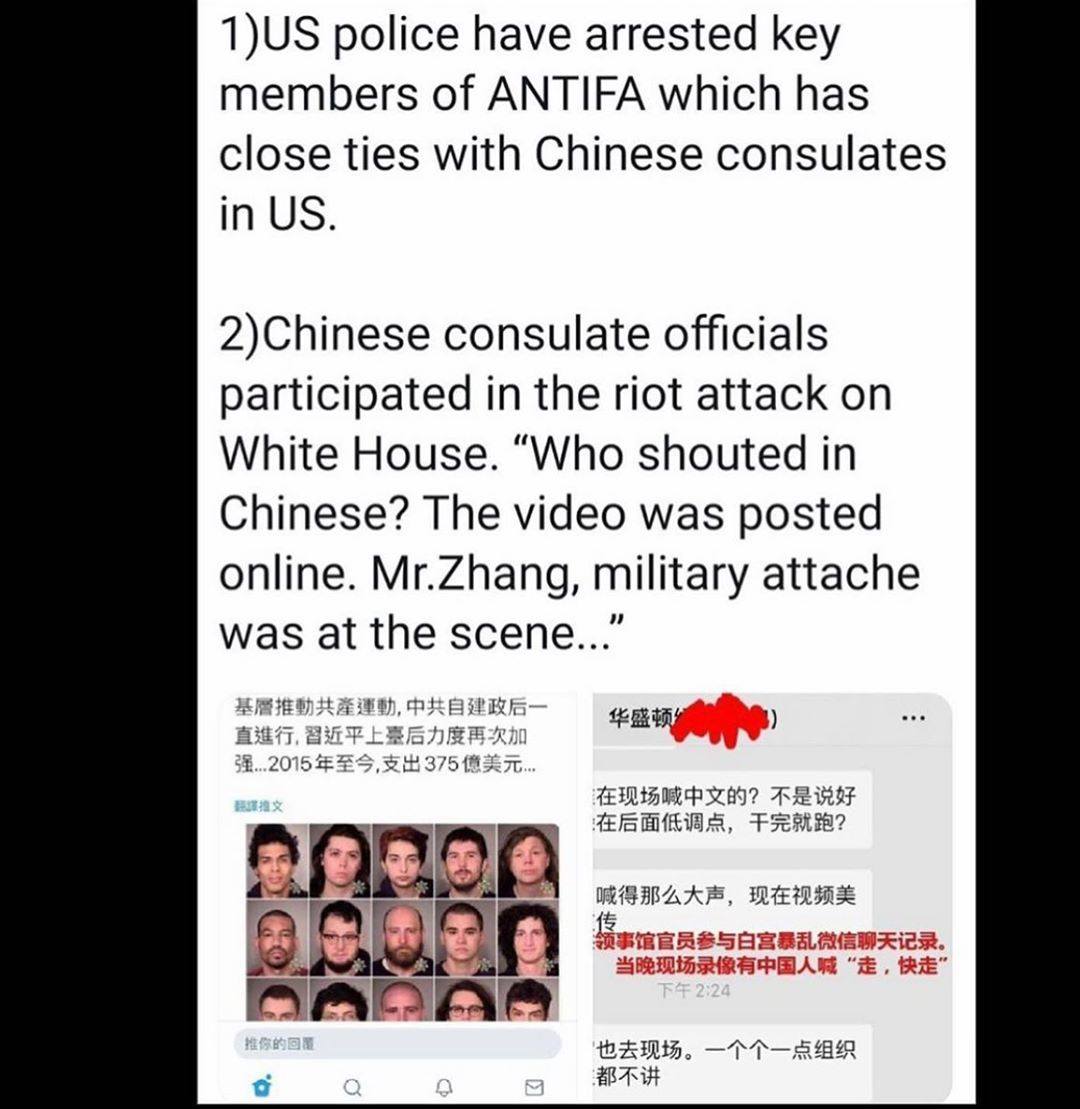 1)US police have arrested key
members of ANTIFA which has
close ties with Chinese consulates
in US.
2)Chinese consulate officials
participated in the riot attack on
White House. “Who shouted in
Chinese? The video was posted
online. Mr.Zhang, military attache
was at the scene...”
基層推動共產運動,中共自建政后一
直進行,習近平上臺后力度再次加
强...2015年至今,支出375億美元...
翻譯推文
推你的回覆
华盛顿
在现场喊中文的？不是说好
在后面低调点，干完就跑？
喊得那么大声，现在视频美
传
领事馆官员参与白宫暴乱微信聊天记录。
当晚现场录像有中国人喊“走，快走”
下午 2:24
也去现场。一个个一点组织
都不讲